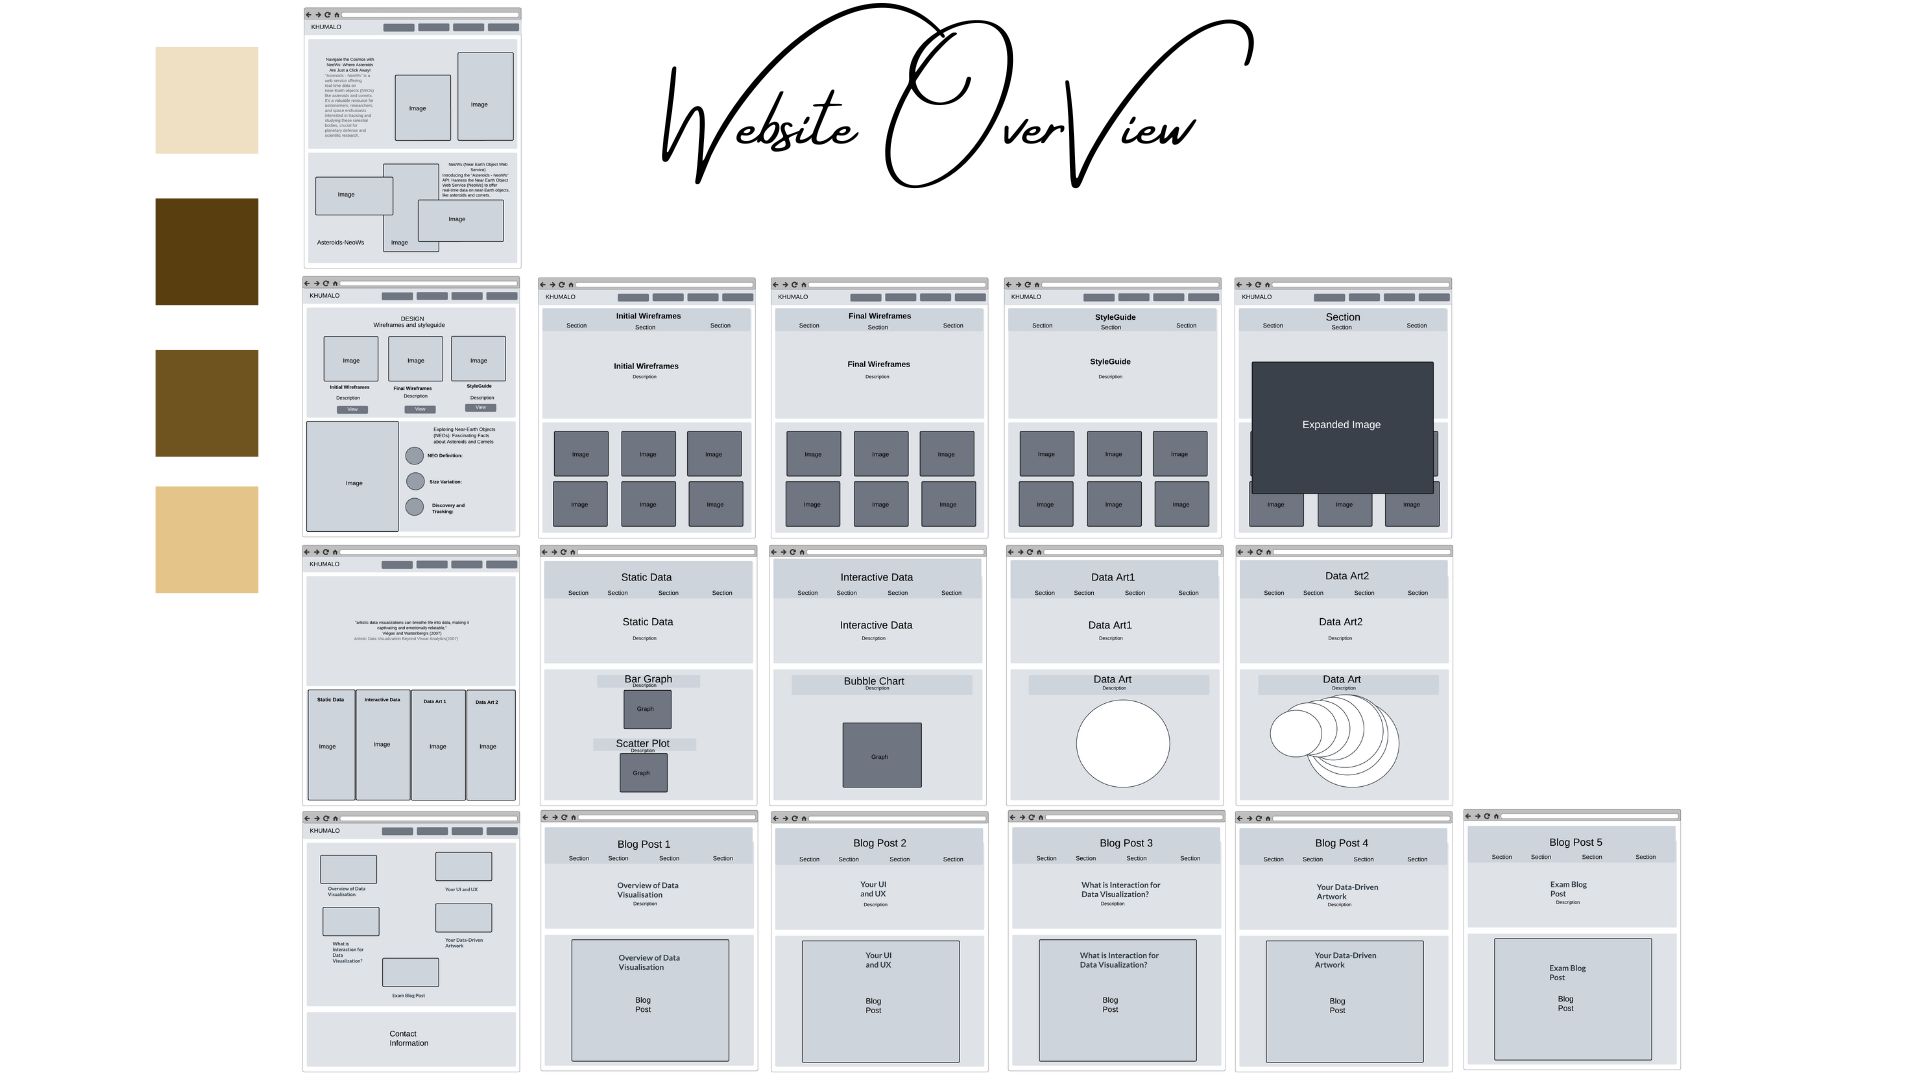 Website OverView
KHUMALO
Navigate the Cosmos with
NeoWs: Where Asteroids
Are Just a Click Away!
"Asteroids - NeoWs" is a
web service offering
real-time data on
near-Earth objects (NEOs)
like asteroids and comets.
It's a valuable resource for
astronomers, researchers,
and space enthusiasts
interested in tracking and
studying these celestial
bodies, crucial for
planetary defense and
scientific research.
Image
Image
NeoWs (Near Earth Object Web
Service)
Introducing the "Asteroids - NeoWs"
API: Harness the Near Earth Object
Web Service (NeoWs) to offer
real-time data on near-Earth objects,
like asteroids and comets.
Image
Image
Image
Asteroids-NeoWs
KHUMALO
DESIGN
Wireframes and styleguide
Image
Image
Image
Initial Wireframes
Final Wireframes
StyleGuide
Description
Description
Description
View
View
View
Image
Exploring Near-Earth Objects
(NEOs): Fascinating Facts
about Asteroids and Comets
NEO Definition:
Size Variation:
Discovery and
Tracking:
KHUMALO
Initial Wireframes
Section
Section
Section
Initial Wireframes
Description
Image
Image
Image
Image
Image
Image
KHUMALO
Final Wireframes
Section
Section
Section
Final Wireframes
Description
Image
Image
Image
Image
Image
Image
KHUMALO
StyleGuide
Section
Section
Section
StyleGuide
Description
Image
Image
Image
Image
Image
Image
KHUMALO
Section
Section
Section
Section
Expanded Image
Image
Image
Image
KHUMALO
"artistic data visualizations can breathe life into data, making it
captivating and emotionally relatable."
Viégas and Wattenberg's (2007)
Artistic Data Visualization Beyond Visual Analytics(2007)
Static Data
Interactive Data
Data Art 1
Data Art 2
Image
Image
Image
Image
Static Data
Section
Section
Section
Section
Static Data
Description
Bar Graph
Description
Graph
Scatter Plot
Description
Graph
Interactive Data
Section
Section
Section
Section
Interactive Data
Description
Bubble Chart
Description
Graph
Data Art1
Section
Section
Section
Section
Data Art1
Description
Data Art
Description
Data Art2
Section
Section
Section
Section
Data Art2
Description
Data Art
Description
KHUMALO
Overview of Data
Visualisation
Your UI and UX
What is
Interaction for
Data
Visualization?
Your Data-Driven
Artwork
Exam Blog Post
Contact
Information
Blog Post 1
Section
Section
Section
Section
Overview of Data
Visualisation
Description
Overview of Data
Visualisation
Blog
Post
Blog Post 2
Section
Section
Section
Section
Your UI
and UX
Description
Your UI
and UX
Blog
Post
Blog Post 3
Section
Section
Section
Section
What is Interaction for
Data Visualization?
Description
What is Interaction for
Data Visualization?
Blog
Post
Blog Post 4
Section
Section
Section
Section
Your Data-Driven
Artwork
Description
Your Data-Driven
Artwork
Blog
Post
Blog Post 5
Section
Section
Section
Section
Exam Blog
Post
Description
Exam Blog
Post
Blog
Post